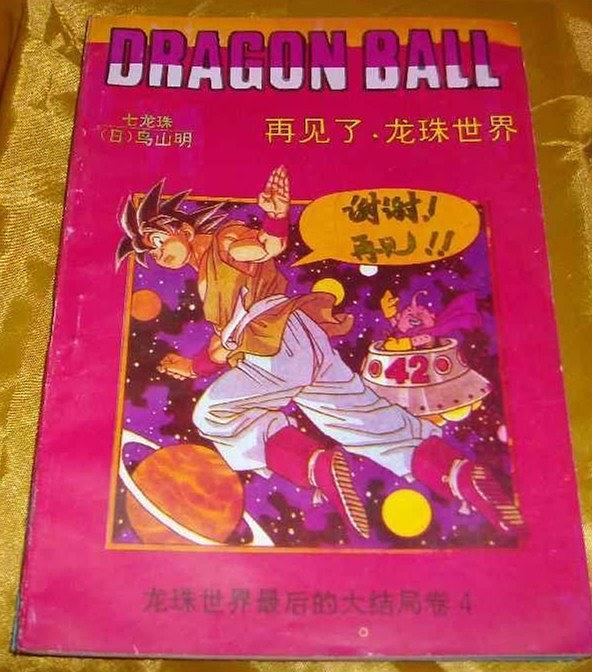 DRAGON BALL
七龙珠
(日)鸟山明
再见了·龙珠世界
谢谢!
再见!!
42
龙珠世界最后的大结局卷4